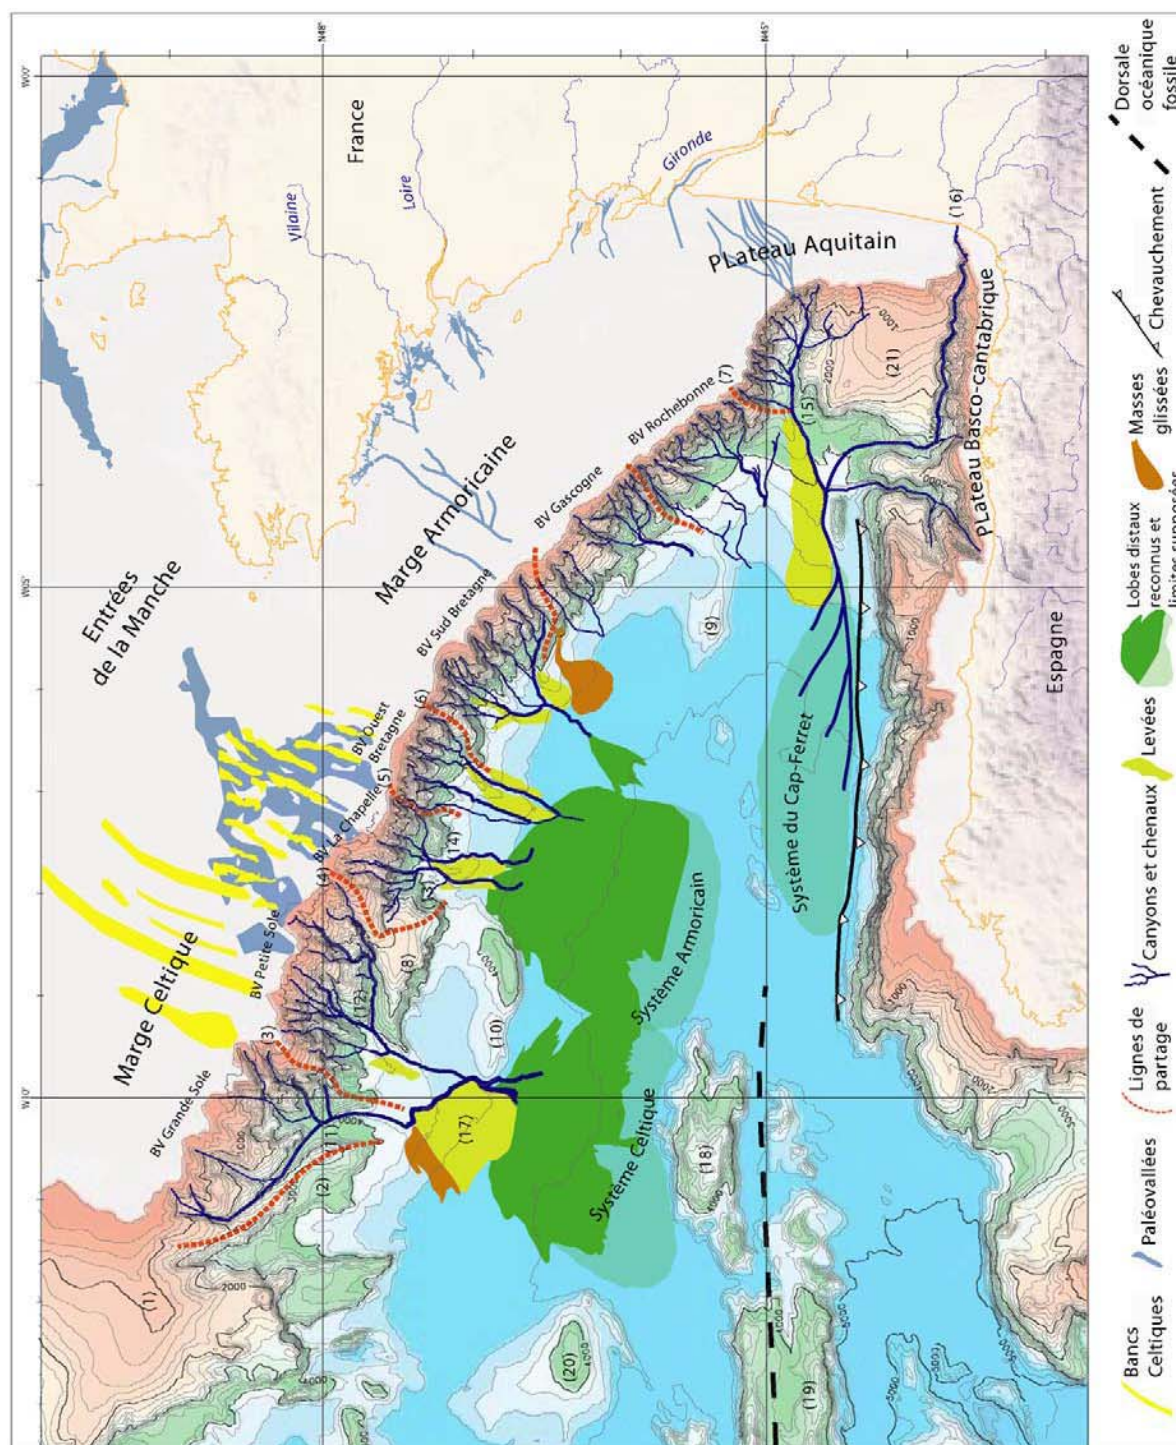 W10°
W05°
W00°
N48°
N45°
Entrées
de la Manche
Vilaine
France
Loire
Gironde
Marge Celtique
Marge Armoricaine
PLateau Aquitain
BV Grande Sole
BV Petite Sole
BV La Chapelle
BV Ouest
Bretagne
BV Sud Bretagne
BV Gascogne
BV Rochebonne
(1)
(2)
(3)
(4)
(5)
(6)
(7)
(8)
(9)
(10)
(11)
(12)
(14)
(15)
(16)
(17)
(18)
(19)
(20)
(21)
1000
2000
4000
5000
Système Celtique
Système Armoricain
Système du Cap-Ferret
PLateau Basco-cantabrique
Espagne
Bancs
Celtiques
Paléovallées
Lignes de
partage
Canyons et chenaux
Levées
Lobes distaux
reconnus et
Masses
glissées
Chevauchement
Dorsale
océanique
fossile